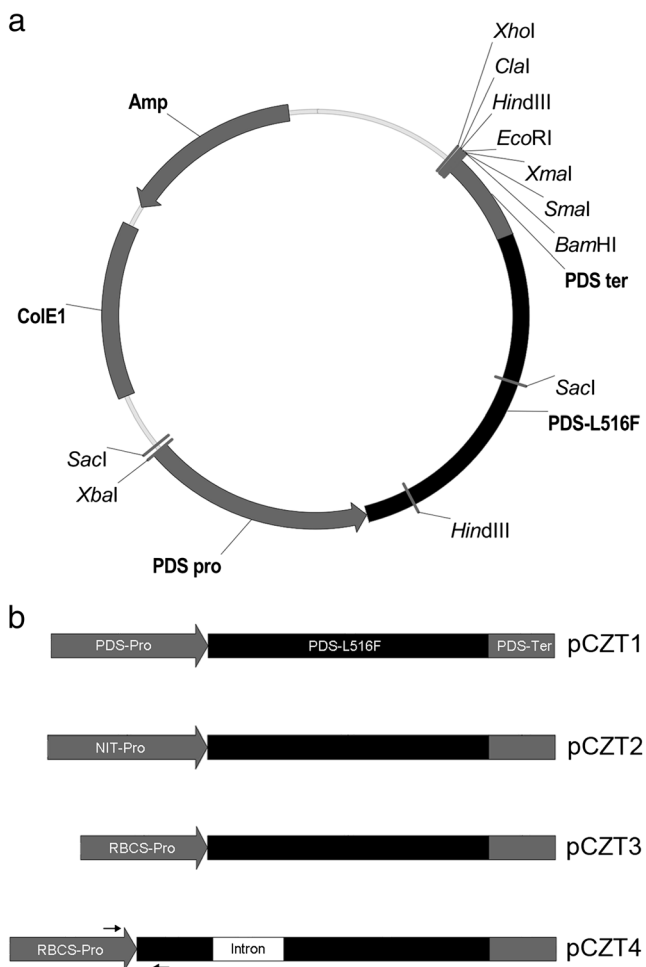 a
XhoI
ClaI
HindIII
EcoRI
XmaI
SmaI
BamHI
PDS ter
Amp
ColE1
SacI
PDS-L516F
SacI
XbaI
HindIII
PDS pro
b
PDS-Pro PDS-L516F PDS-Ter pCZT1
NIT-Pro pCZT2
RBCS-Pro pCZT3
RBCS-Pro Intron pCZT4